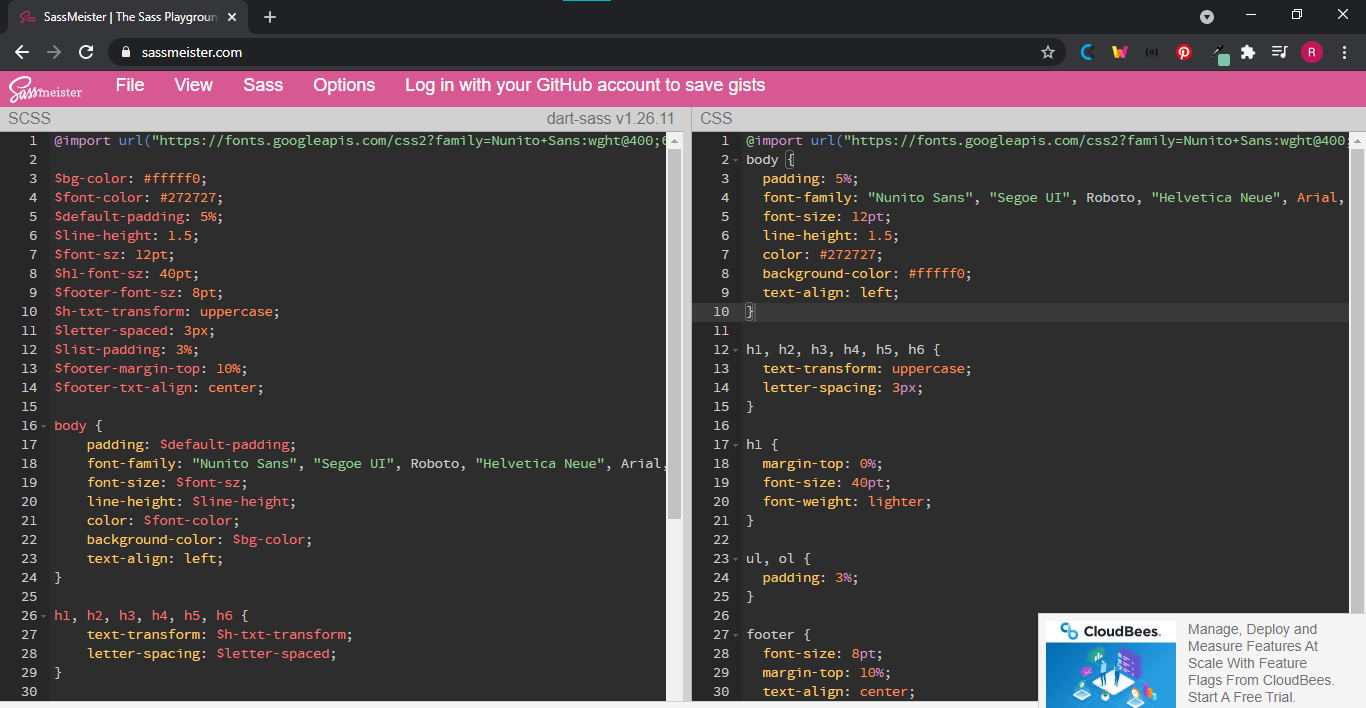 SassMeister | The Sass Playgroun
sassmeister.com
Sass meister
File View Sass Options Log in with your GitHub account to save gists
SCSS
dart-sass v1.26.11
1 @import url("https://fonts.googleapis.com/css2?family=Nunito+Sans:wght@400;6
2
3 $bg-color: #fffff0;
4 $font-color: #272727;
5 $default-padding: 5%;
6 $line-height: 1.5;
7 $font-sz: 12pt;
8 $h1-font-sz: 40pt;
9 $footer-font-sz: 8pt;
10 $h-txt-transform: uppercase;
11 $letter-spaced: 3px;
12 $list-padding: 3%;
13 $footer-margin-top: 10%;
14 $footer-txt-align: center;
15
16 body {
17 padding: $default-padding;
18 font-family: "Nunito Sans", "Segoe UI", Roboto, "Helvetica Neue", Arial,
19 font-size: $font-sz;
20 line-height: $line-height;
21 color: $font-color;
22 background-color: $bg-color;
23 text-align: left;
24 }
25
26 h1, h2, h3, h4, h5, h6 {
27 text-transform: $h-txt-transform;
28 letter-spacing: $letter-spaced;
29 }
30
CSS
1 @import url("https://fonts.googleapis.com/css2?family=Nunito+Sans:wght@400;
2 body {
3 padding: 5%;
4 font-family: "Nunito Sans", "Segoe UI", Roboto, "Helvetica Neue", Arial,
5 font-size: 12pt;
6 line-height: 1.5;
7 color: #272727;
8 background-color: #fffff0;
9 text-align: left;
10 }
11
12 h1, h2, h3, h4, h5, h6 {
13 text-transform: uppercase;
14 letter-spacing: 3px;
15 }
16
17 h1 {
18 margin-top: 0%;
19 font-size: 40pt;
20 font-weight: lighter;
21 }
22
23 ul, ol {
24 padding: 3%;
25 }
26
27 footer {
28 font-size: 8pt;
29 margin-top: 10%;
30 text-align: center;
CloudBees.
Manage, Deploy and
Measure Features At
Scale With Feature
Flags From CloudBees.
Start A Free Trial.
R